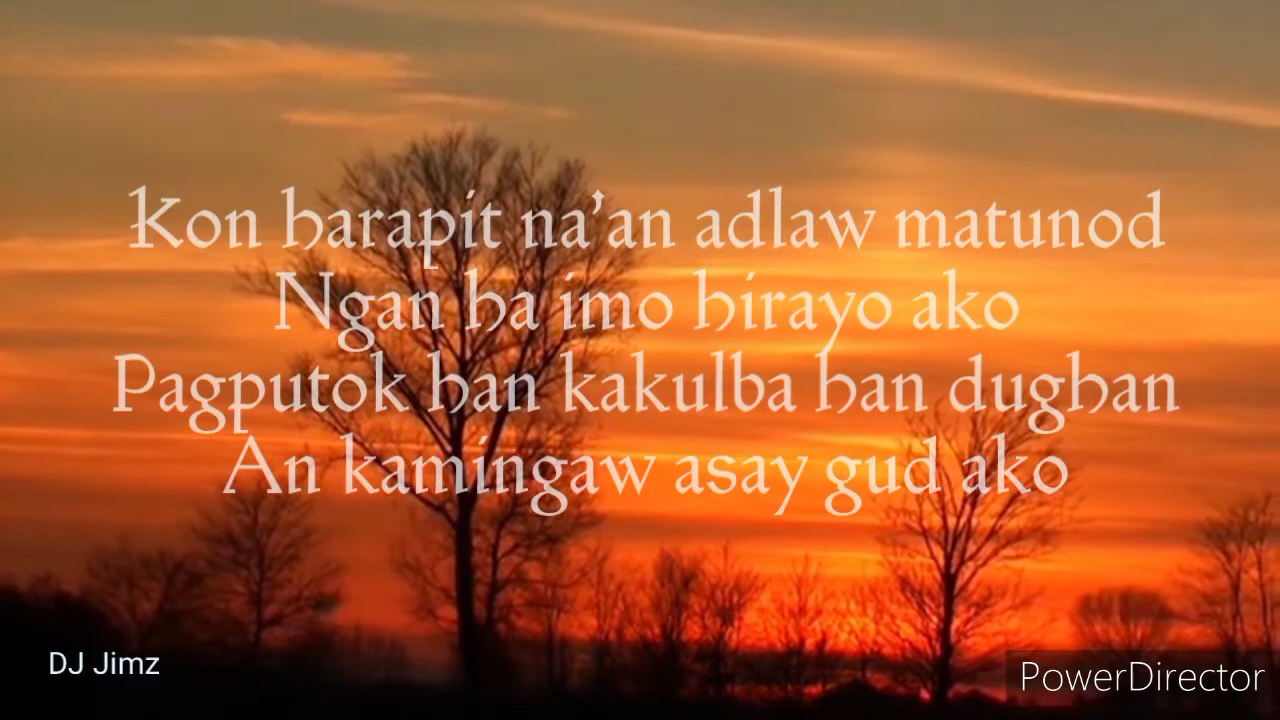 Kon harapit na'an adlaw matunod
Ngan ha imo hirayo ako
Pagputok han kakulba han dughan
An kamingaw asay gud ako
DJ Jimz
PowerDirector